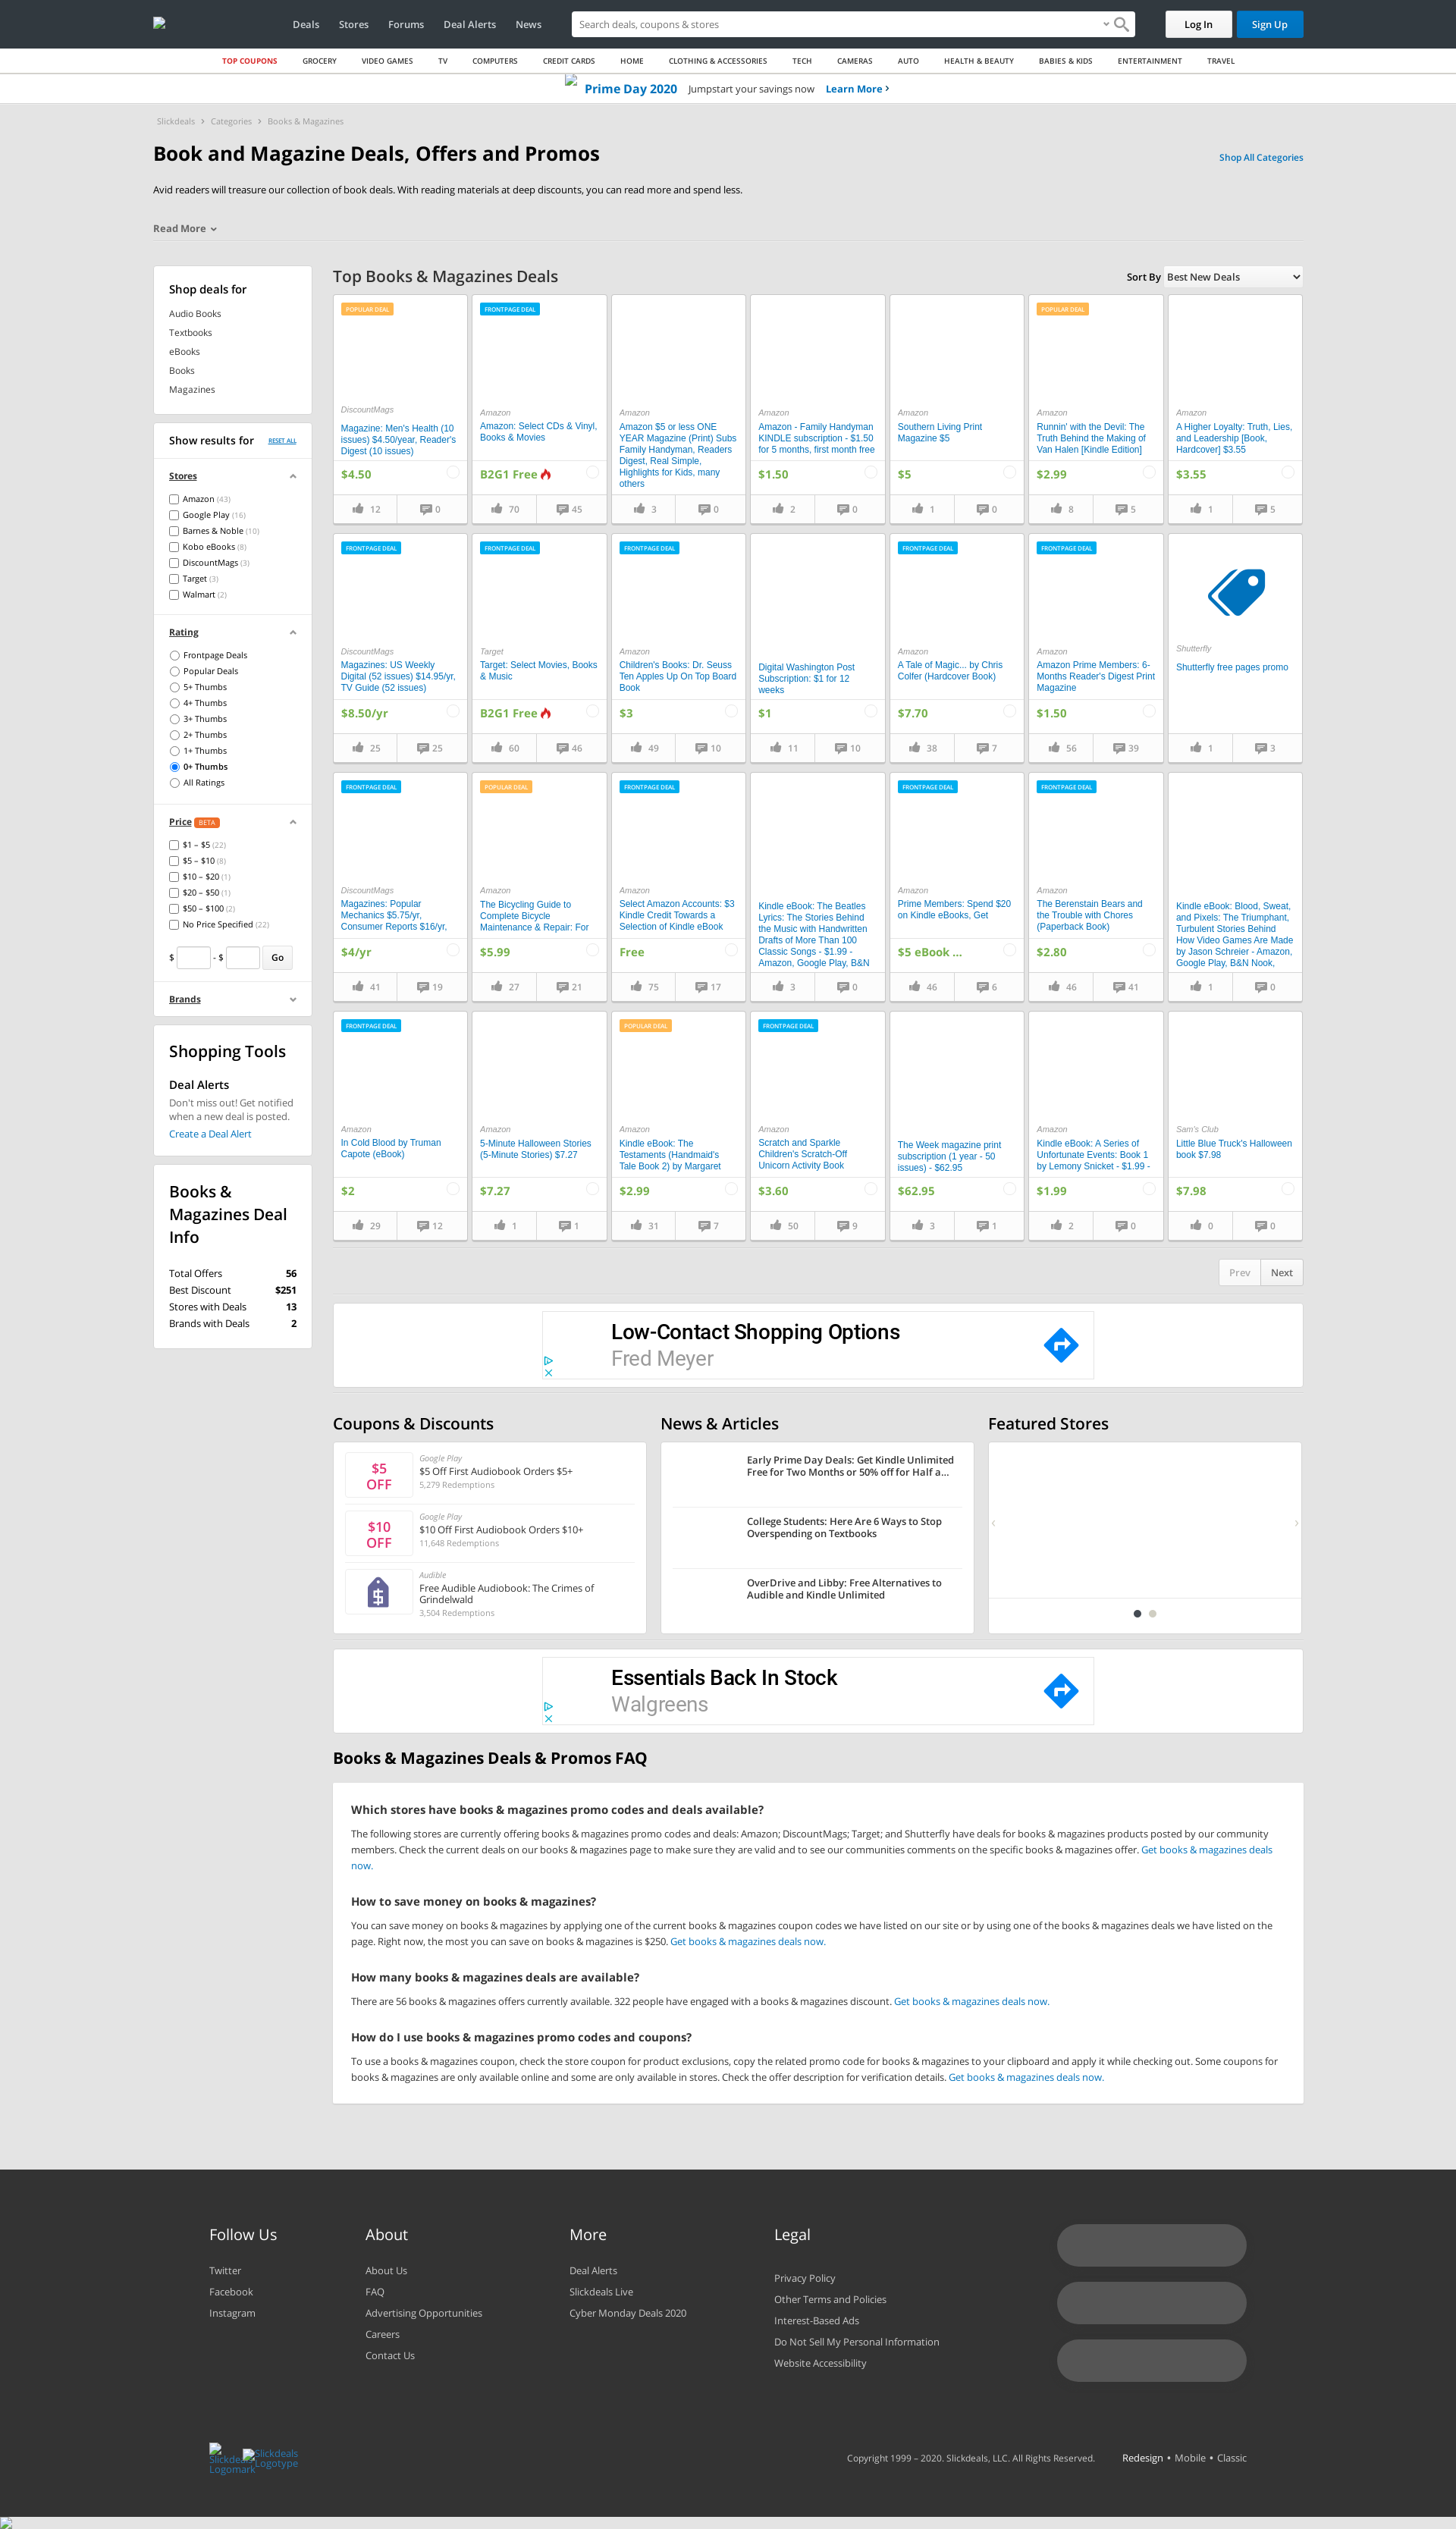 Deals
Stores
Forums
Deal Alerts
News
Search deals, coupons & stores
Log In
Sign Up
TOP COUPONS
GROCERY
VIDEO GAMES
TV
COMPUTERS
CREDIT CARDS
HOME
CLOTHING & ACCESSORIES
TECH
CAMERAS
AUTO
HEALTH & BEAUTY
BABIES & KIDS
ENTERTAINMENT
TRAVEL
Prime Day 2020 Jumpstart your savings now Learn More
Slickdeals > Categories > Books & Magazines
Book and Magazine Deals, Offers and Promos
Shop All Categories
Avid readers will treasure our collection of book deals. With reading materials at deep discounts, you can read more and spend less.
Read More
Shop deals for
Audio Books
Textbooks
eBooks
Books
Magazines
Show results for
RESET ALL
Stores
Amazon (43)
Google Play (16)
Barnes & Noble (10)
Kobo eBooks (8)
DiscountMags (3)
Target (3)
Walmart (2)
Rating
Frontpage Deals
Popular Deals
5+ Thumbs
4+ Thumbs
3+ Thumbs
2+ Thumbs
1+ Thumbs
0+ Thumbs
All Ratings
Price BETA
$1 – $5 (22)
$5 – $10 (8)
$10 – $20 (1)
$20 – $50 (1)
$50 – $100 (2)
No Price Specified (22)
$ - $ Go
Brands
Shopping Tools
Deal Alerts
Don't miss out! Get notified
when a new deal is posted.
Create a Deal Alert
Books &
Magazines Deal
Info
Total Offers 56
Best Discount $251
Stores with Deals 13
Brands with Deals 2
Top Books & Magazines Deals
Sort By Best New Deals
POPULAR DEAL
DiscountMags
Magazine: Men's Health (10
issues) $4.50/year, Reader's
Digest (10 issues)
$4.50
12 0
FRONTPAGE DEAL
Amazon
Amazon: Select CDs & Vinyl,
Books & Movies
B2G1 Free
70 45
Amazon
Amazon $5 or less ONE
YEAR Magazine (Print) Subs
Family Handyman, Readers
Digest, Real Simple,
Highlights for Kids, many
others
3 0
Amazon
Amazon - Family Handyman
KINDLE subscription - $1.50
for 5 months, first month free
$1.50
2 0
Amazon
Southern Living Print
Magazine $5
$5
1 0
POPULAR DEAL
Amazon
Runnin' with the Devil: The
Truth Behind the Making of
Van Halen [Kindle Edition]
$2.99
8 5
Amazon
A Higher Loyalty: Truth, Lies,
and Leadership [Book,
Hardcover] $3.55
$3.55
1 5
FRONTPAGE DEAL
DiscountMags
Magazines: US Weekly
Digital (52 issues) $14.95/yr,
TV Guide (52 issues)
$8.50/yr
25 25
FRONTPAGE DEAL
Target
Target: Select Movies, Books
& Music
B2G1 Free
60 46
FRONTPAGE DEAL
Amazon
Children's Books: Dr. Seuss
Ten Apples Up On Top Board
Book
$3
49 10
Digital Washington Post
Subscription: $1 for 12
weeks
$1
11 10
FRONTPAGE DEAL
Amazon
A Tale of Magic... by Chris
Colfer (Hardcover Book)
$7.70
38 7
FRONTPAGE DEAL
Amazon
Amazon Prime Members: 6-
Months Reader's Digest Print
Magazine
$1.50
56 39
Shutterfly
Shutterfly free pages promo
1 3
FRONTPAGE DEAL
DiscountMags
Magazines: Popular
Mechanics $5.75/yr,
Consumer Reports $16/yr,
$4/yr
41 19
POPULAR DEAL
Amazon
The Bicycling Guide to
Complete Bicycle
Maintenance & Repair: For
$5.99
27 21
FRONTPAGE DEAL
Amazon
Select Amazon Accounts: $3
Kindle Credit Towards a
Selection of Kindle eBook
Free
75 17
Kindle eBook: The Beatles
Lyrics: The Stories Behind
the Music with Handwritten
Drafts of More Than 100
Classic Songs - $1.99 -
Amazon, Google Play, B&N
3 0
FRONTPAGE DEAL
Amazon
Prime Members: Spend $20
on Kindle eBooks, Get
$5 eBook ...
46 6
FRONTPAGE DEAL
Amazon
The Berenstain Bears and
the Trouble with Chores
(Paperback Book)
$2.80
46 41
Kindle eBook: Blood, Sweat,
and Pixels: The Triumphant,
Turbulent Stories Behind
How Video Games Are Made
by Jason Schreier - Amazon,
Google Play, B&N Nook,
1 0
FRONTPAGE DEAL
Amazon
In Cold Blood by Truman
Capote (eBook)
$2
29 12
Amazon
5-Minute Halloween Stories
(5-Minute Stories) $7.27
$7.27
1 1
POPULAR DEAL
Amazon
Kindle eBook: The
Testaments (Handmaid's
Tale Book 2) by Margaret
$2.99
31 7
FRONTPAGE DEAL
Amazon
Scratch and Sparkle
Children's Scratch-Off
Unicorn Activity Book
$3.60
50 9
The Week magazine print
subscription (1 year - 50
issues) - $62.95
$62.95
3 1
Amazon
Kindle eBook: A Series of
Unfortunate Events: Book 1
by Lemony Snicket - $1.99 -
$1.99
2 0
Sam's Club
Little Blue Truck's Halloween
book $7.98
$7.98
0 0
Prev
Next
Low-Contact Shopping Options
Fred Meyer
Coupons & Discounts
$5
OFF
Google Play
$5 Off First Audiobook Orders $5+
5,279 Redemptions
$10
OFF
Google Play
$10 Off First Audiobook Orders $10+
11,648 Redemptions
Audible
Free Audible Audiobook: The Crimes of
Grindelwald
3,504 Redemptions
News & Articles
Early Prime Day Deals: Get Kindle Unlimited
Free for Two Months or 50% off for Half a...
College Students: Here Are 6 Ways to Stop
Overspending on Textbooks
OverDrive and Libby: Free Alternatives to
Audible and Kindle Unlimited
Featured Stores
Essentials Back In Stock
Walgreens
Books & Magazines Deals & Promos FAQ
Which stores have books & magazines promo codes and deals available?
The following stores are currently offering books & magazines promo codes and deals: Amazon; DiscountMags; Target; and Shutterfly have deals for books & magazines products posted by our community
members. Check the current deals on our books & magazines page to make sure they are valid and to see our communities comments on the specific books & magazines offer. Get books & magazines deals
now.
How to save money on books & magazines?
You can save money on books & magazines by applying one of the current books & magazines coupon codes we have listed on our site or by using one of the books & magazines deals we have listed on the
page. Right now, the most you can save on books & magazines is $250. Get books & magazines deals now.
How many books & magazines deals are available?
There are 56 books & magazines offers currently available. 322 people have engaged with a books & magazines discount. Get books & magazines deals now.
How do I use books & magazines promo codes and coupons?
To use a books & magazines coupon, check the store coupon for product exclusions, copy the related promo code for books & magazines to your clipboard and apply it while checking out. Some coupons for
books & magazines are only available online and some are only available in stores. Check the offer description for verification details. Get books & magazines deals now.
Follow Us
Twitter
Facebook
Instagram
About
About Us
FAQ
Advertising Opportunities
Careers
Contact Us
More
Deal Alerts
Slickdeals Live
Cyber Monday Deals 2020
Legal
Privacy Policy
Other Terms and Policies
Interest-Based Ads
Do Not Sell My Personal Information
Website Accessibility
Slickdeals
Logomark
Slickdeals
Logotype
Copyright 1999 – 2020. Slickdeals, LLC. All Rights Reserved.
Redesign • Mobile • Classic